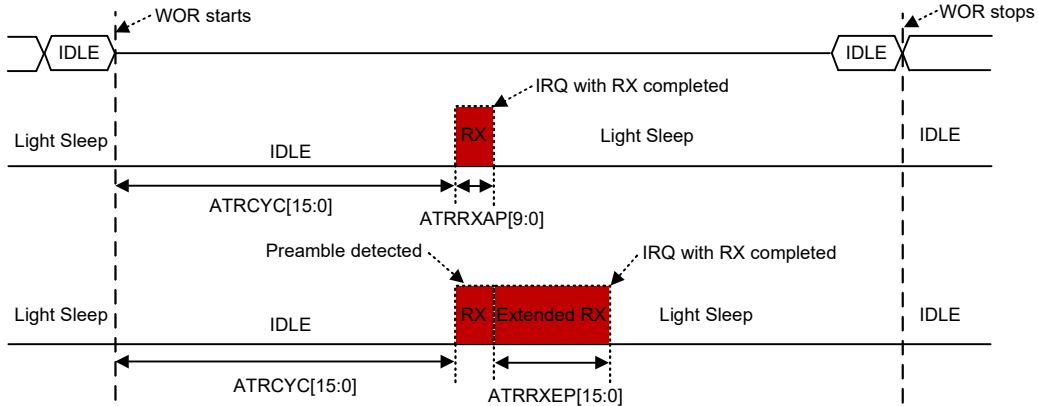 WOR starts
WOR stops
IDLE
IDLE
IRQ with RX completed
Light Sleep
IDLE
RX
Light Sleep
IDLE
ATRCYC[15:0]
ATRRXAP[9:0]
Preamble detected
IRQ with RX completed
Light Sleep
IDLE
RX
Extended RX
Light Sleep
IDLE
ATRCYC[15:0]
ATRRXEP[15:0]